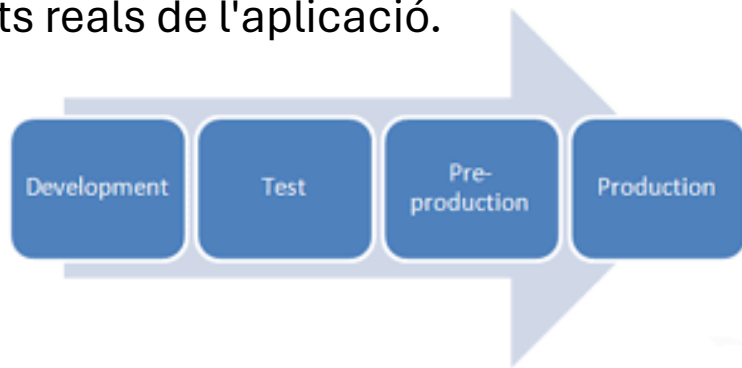 ts reals de l'aplicació.
Development
Test
Pre-
production
Production